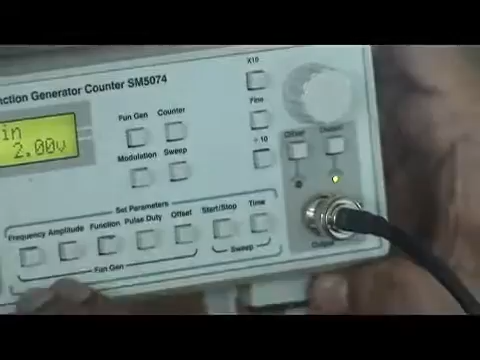 nction Generator Counter SM5074
in
2.00v
Fun Gen Counter
Modulation Sweep
X10
Fine
÷ 10
Offset Output
Set Parameters
Frequency Amplitude Function Pulse Duty Offset Start/Stop Time
Fun Gen
Sweep
Output